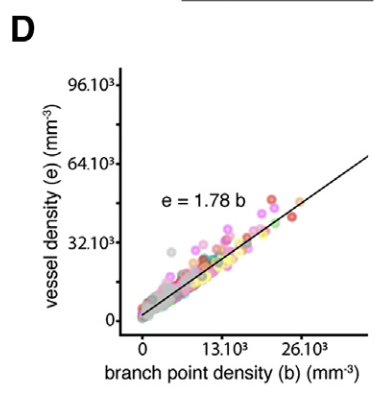 D
vessel density (e) (mm⁻³)
96.10³
64.10³
32.10³
0
e = 1.78 b
0
13.10³
26.10³
branch point density (b) (mm⁻³)